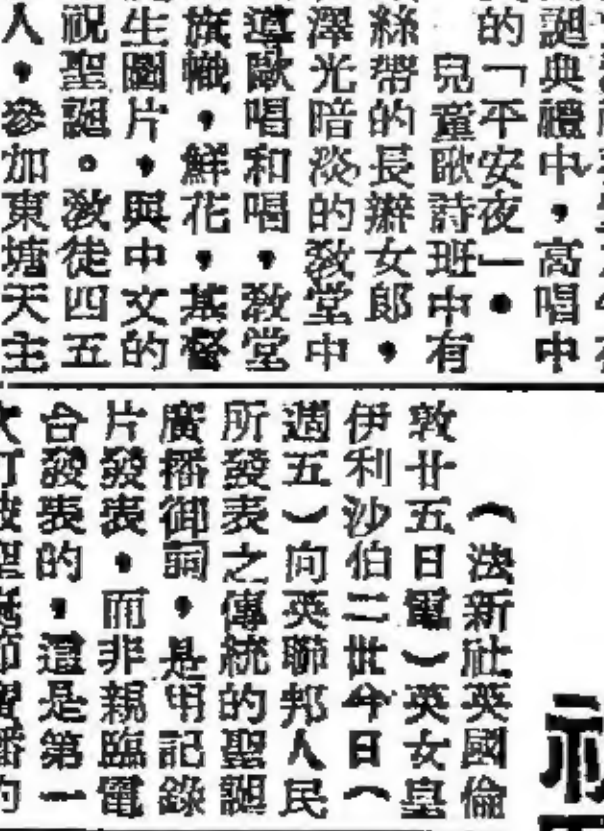 誕典禮中，高唱中
的「平安夜」。
兒童歌詩班中有
絲帶的長辮女郎，
澤光暗淡的教堂中
導歐唱和唱，教堂
旗幟，鮮花，基督
生圖片，與中文的
祝聖誕。教徒四五
人，參加東塘天主
（法新社英國倫
敦廿五日電）英女皇
伊利沙伯二世今日（
週五）向英聯邦人民
所發表之傳統的聖誕
廣播御詞，是用記錄
片發表，而非親臨電
台發表的，這是第一